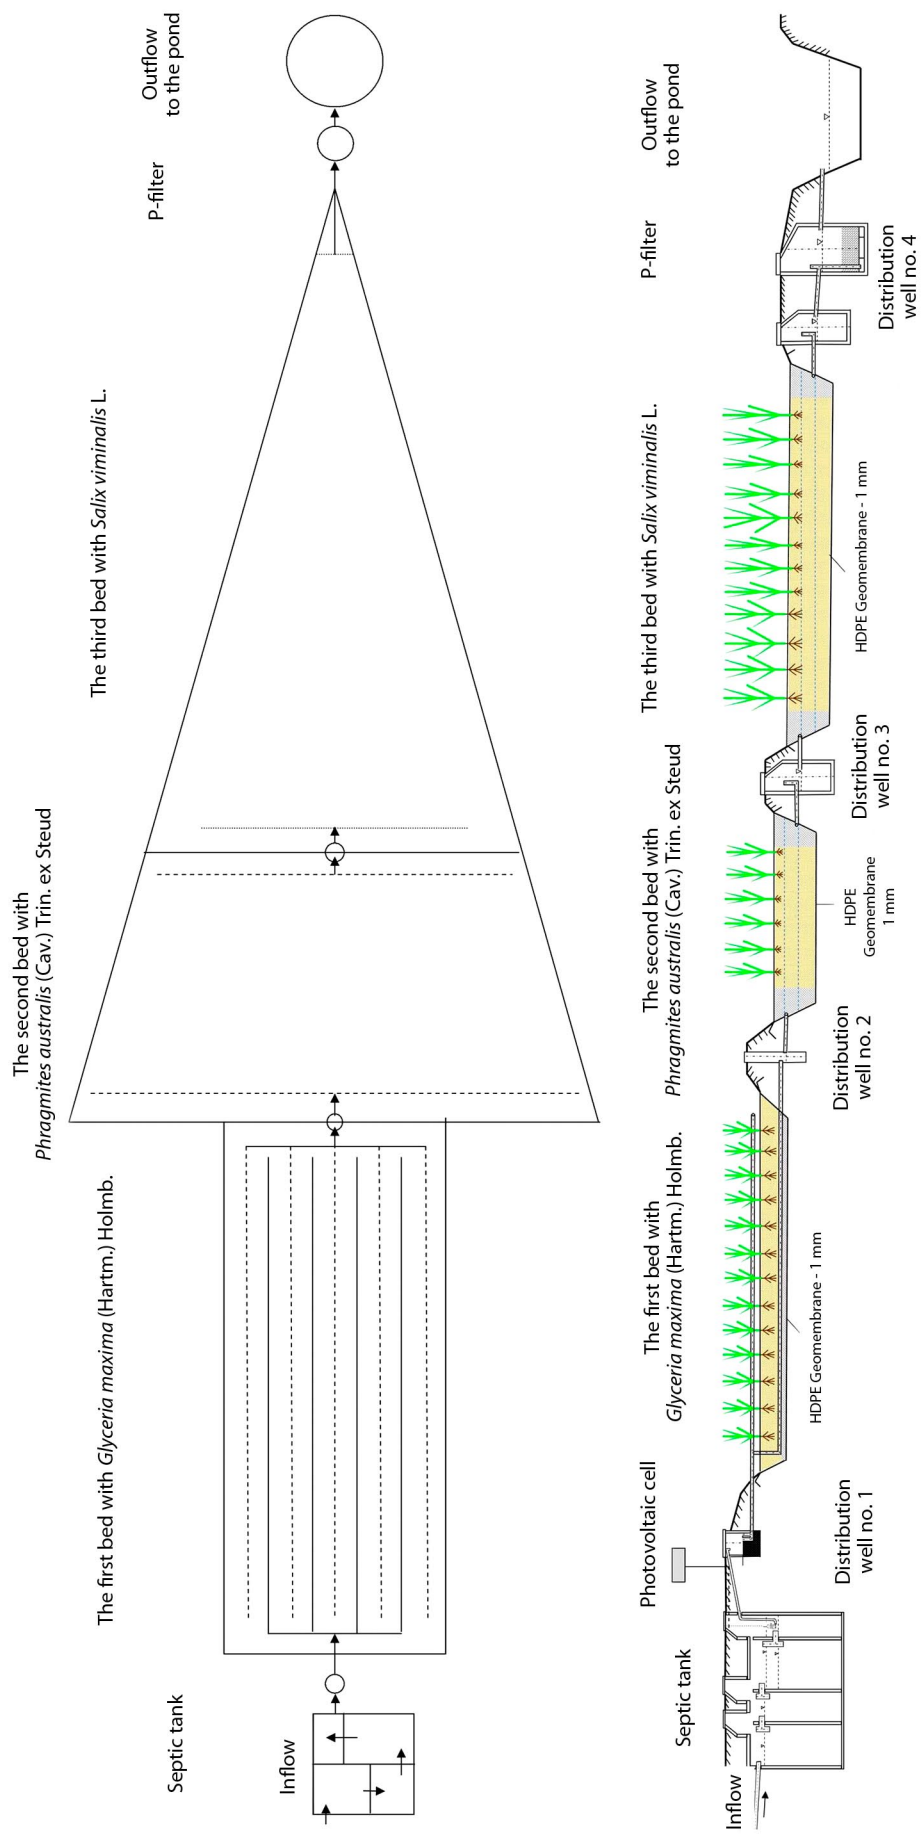 Septic tank
Inflow
The first bed with Glyceria maxima (Hartm.) Holmb.
The second bed with
Phragmites australis (Cav.) Trin. ex Steud
The third bed with Salix viminalis L.
P-filter
Outflow
to the pond
Inflow
Septic tank
Photovoltaic cell
Distribution
well no. 1
The first bed with
Glyceria maxima (Hartm.) Holmb.
HDPE Geomembrane - 1 mm
Distribution
well no. 2
The second bed with
Phragmites australis (Cav.) Trin. ex Steud
HDPE
Geomembrane
1 mm
Distribution
well no. 3
The third bed with Salix viminalis L.
HDPE Geomembrane - 1 mm
P-filter
Distribution
well no. 4
Outflow
to the pond